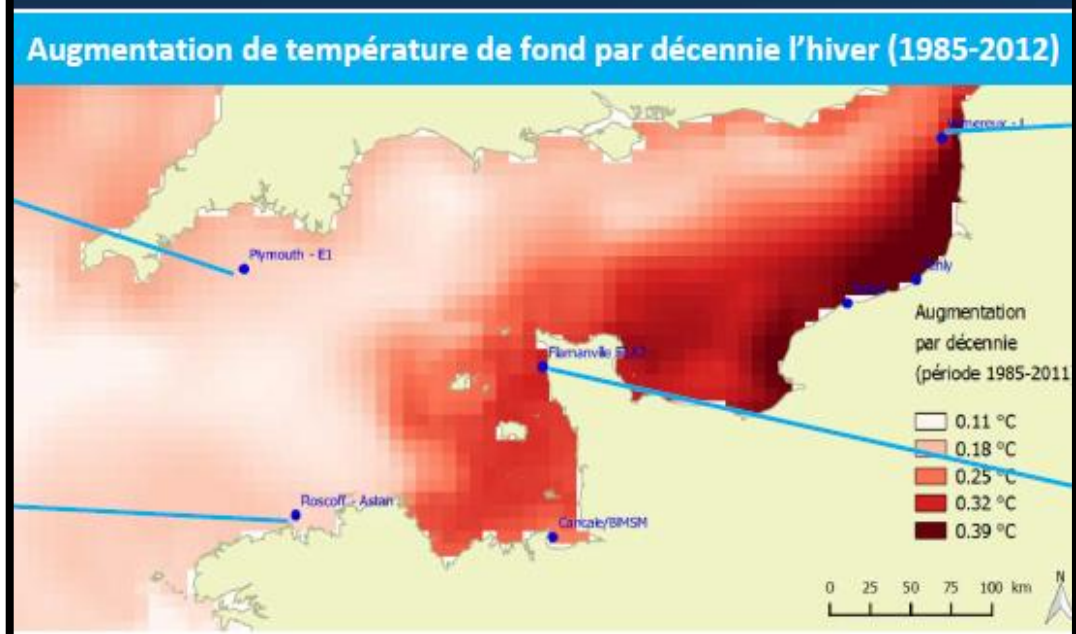 Augmentation de température de fond par décennie l'hiver (1985-2012)
Plymouth - E1
Flamanville
Roscoff - Astan
Cancale/BMSM
Augmentation
par décennie
(période 1985-2011
0.11 °C
0.18 °C
0.25 °C
0.32 °C
0.39 °C
0 25 50 75 100 km
N